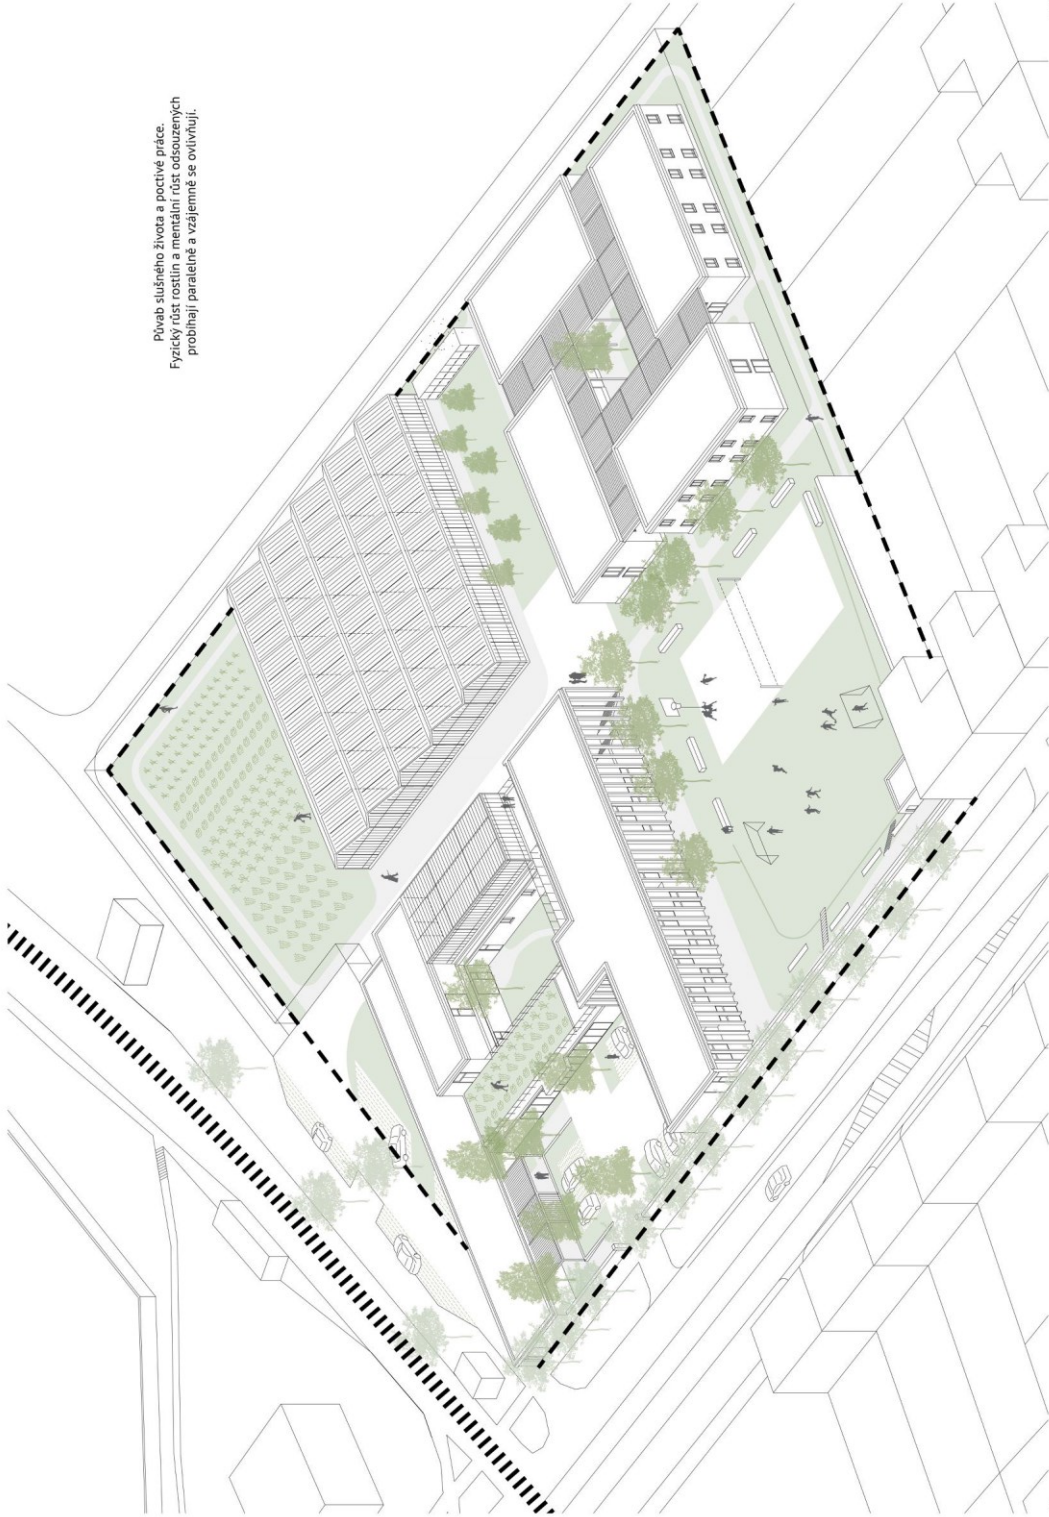 Půvab slušného života a poctivé práce.
Fyzický růst rostlin a mentální růst odsouzených
probíhají paralelně a vzájemně se ovlivňují.